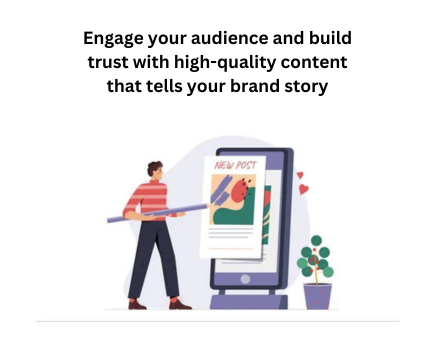 Engage your audience and build
trust with high-quality content
that tells your brand story
NEW POST